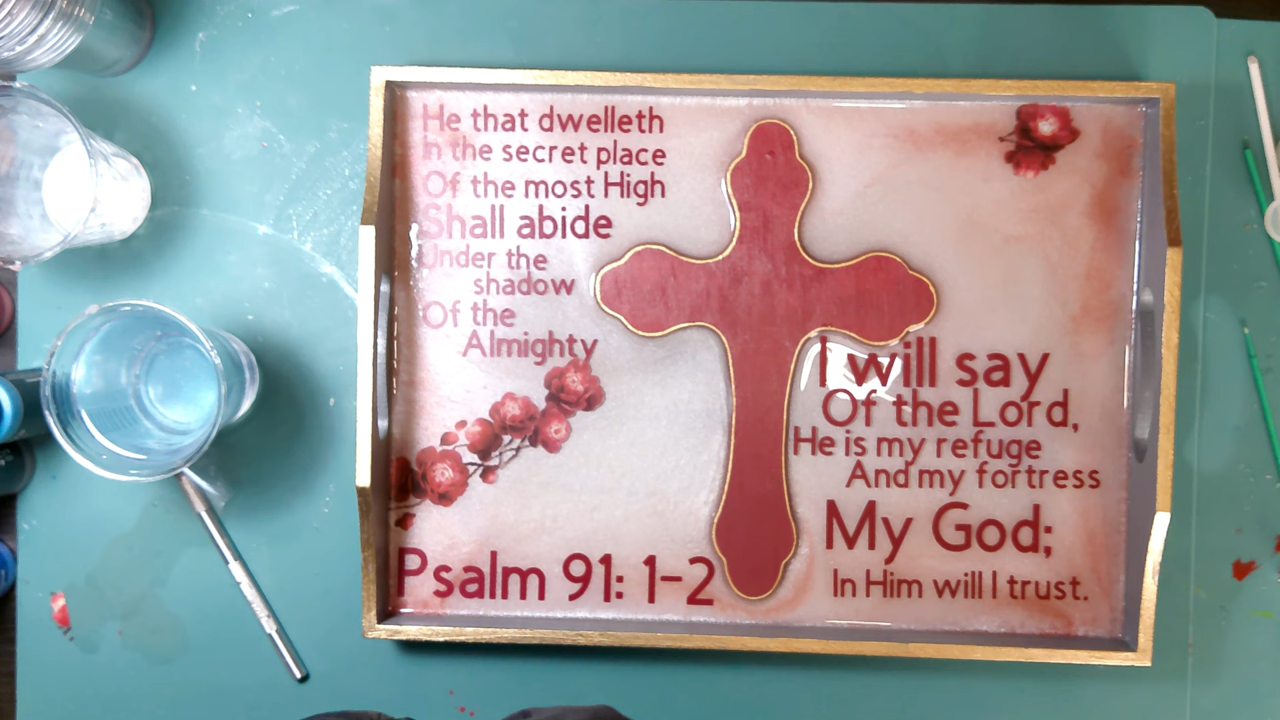 He that dwelleth
In the secret place
Of the most High
Shall abide
Under the
shadow
Of the
Almighty
I will say
Of the Lord,
He is my refuge
And my fortress
My God;
In Him will I trust.
Psalm 91: 1-2